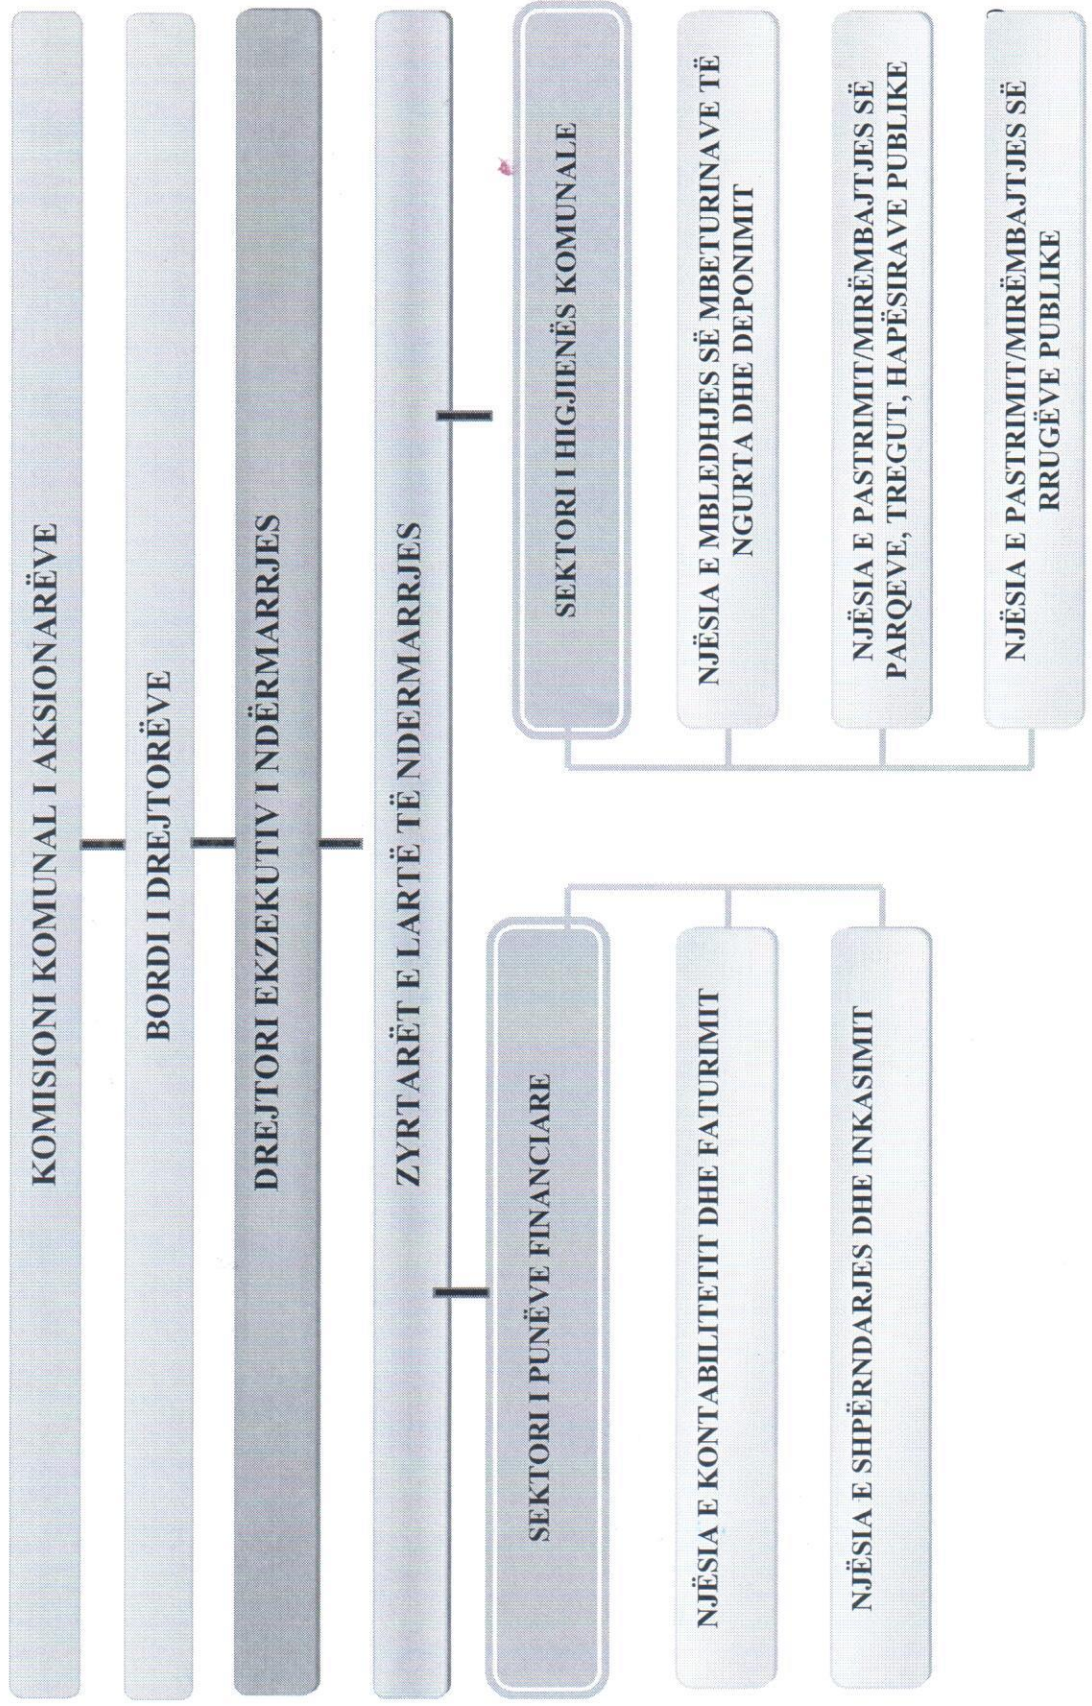 KOMISIONI KOMUNAL I AKSIONARËVE
BORDI I DREJTORËVE
DREJTORI EKZEKUTIV I NDËRMARRJES
ZYRTARËT E LARTË TË NDERMARRJES
SEKTORI I PUNËVE FINANCIARE
NJËSIA E KONTABILITETIT DHE FATURIMIT
NJËSIA E SHPËRNDARJES DHE INKASIMIT
SEKTORI I HIGJIENËS KOMUNALE
NJËSIA E MBLEDHJES SË MBETURINAVE TË
NGURTA DHE DEPONIMIT
NJËSIA E PASTRIMIT/MIRËMBAJTJES SË
PARQEVE, TREGUT, HAPËSIRAVE PUBLIKE
NJËSIA E PASTRIMIT/MIRËMBAJTJES SË
RRUGËVE PUBLIKE